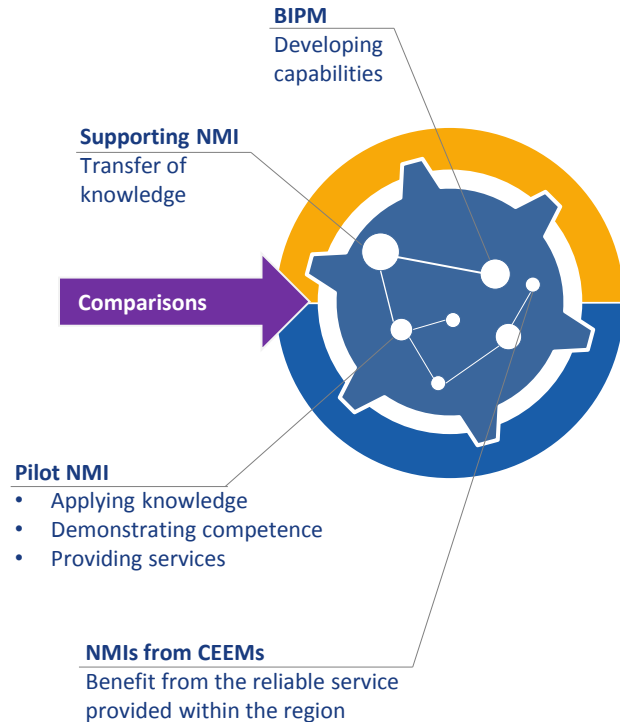 BIPM
Developing
capabilities
Supporting NMI
Transfer of
knowledge
Comparisons
Pilot NMI
• Applying knowledge
• Demonstrating competence
• Providing services
NMIs from CEEMs
Benefit from the reliable service
provided within the region